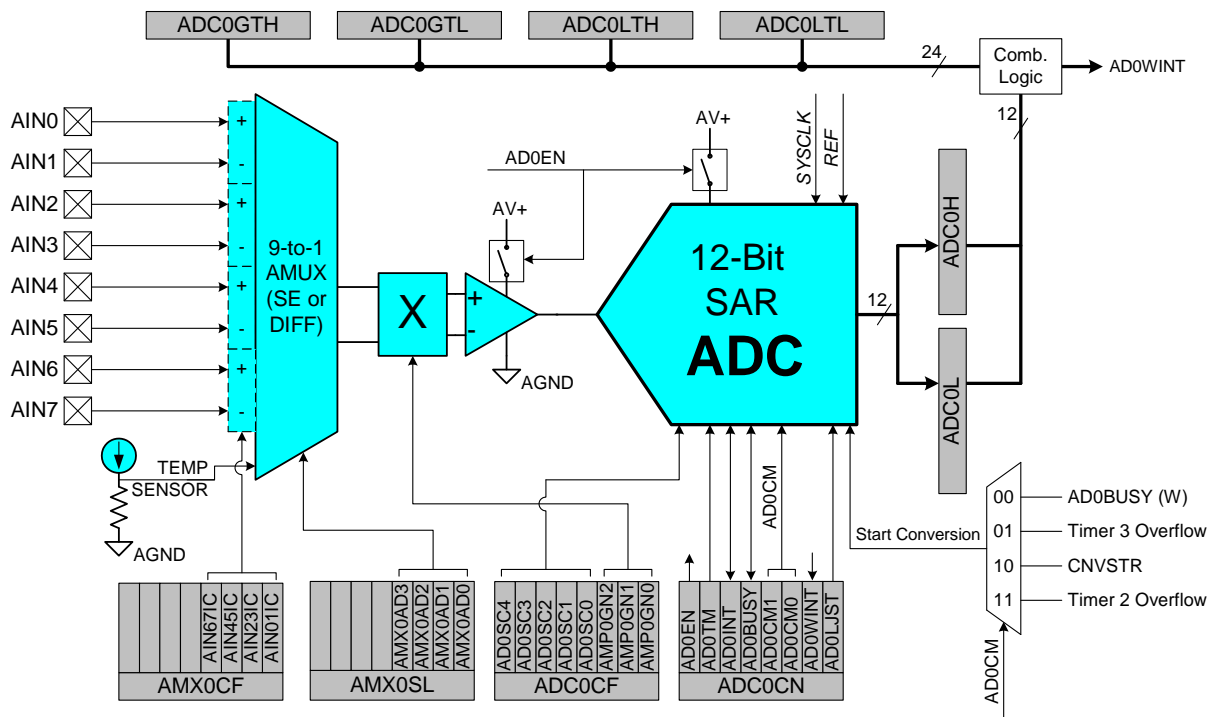 ADC0GTH
ADC0GTL
ADC0LTH
ADC0LTL
24
Comb.
Logic
AD0WINT
12
AIN0
AIN1
AIN2
AIN3
AIN4
AIN5
AIN6
AIN7
+
-
+
-
+
-
+
-
9-to-1
AMUX
(SE or
DIFF)
TEMP
SENSOR
AGND
X
+
-
AV+
AGND
AD0EN
AV+
SYSCLK
REF
12-Bit
SAR
ADC
12
ADC0H
ADC0L
AD0CM
Start Conversion
00
01
10
11
AD0BUSY (W)
Timer 3 Overflow
CNVSTR
Timer 2 Overflow
AD0CM
AIN67IC
AIN45IC
AIN23IC
AIN01IC
AMX0CF
AMX0AD3
AMX0AD2
AMX0AD1
AMX0AD0
AMX0SL
AD0SC4
AD0SC3
AD0SC2
AD0SC1
AD0SC0
AMP0GN2
AMP0GN1
AMP0GN0
ADC0CF
AD0EN
AD0TM
AD0INT
AD0BUSY
AD0CM1
AD0CM0
AD0WINT
AD0LJST
ADC0CN